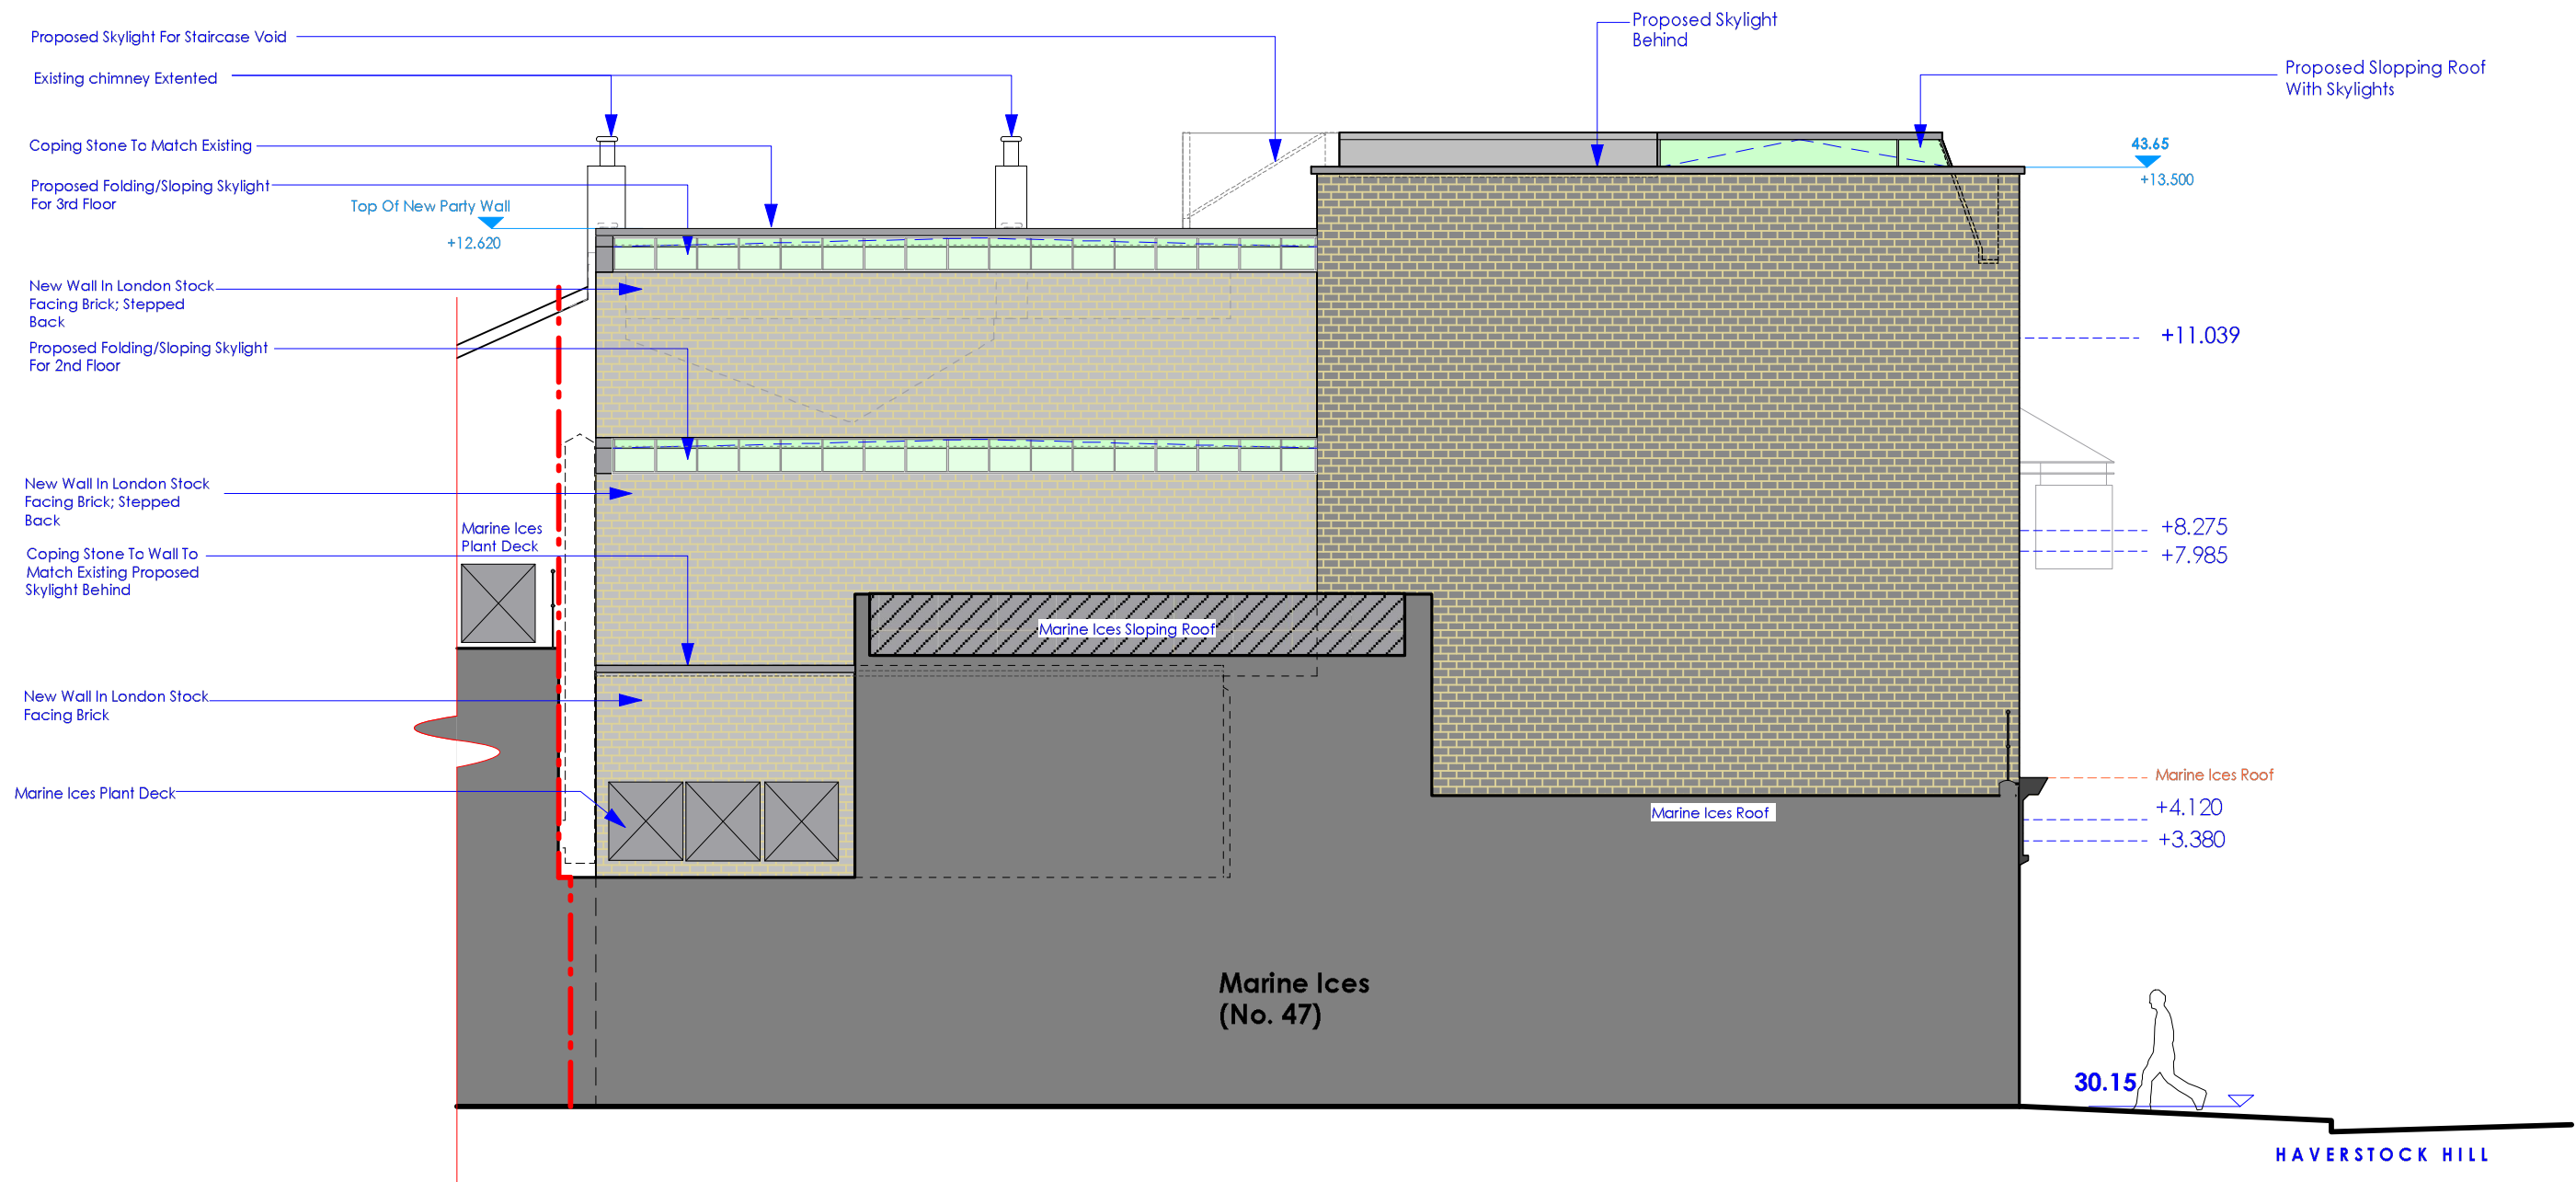 Proposed Skylight For Staircase Void
Existing chimney Extented
Coping Stone To Match Existing
Proposed Folding/Sloping Skylight
For 3rd Floor
Top Of New Party Wall
+12.620
New Wall In London Stock
Facing Brick; Stepped
Back
Proposed Folding/Sloping Skylight
For 2nd Floor
New Wall In London Stock
Facing Brick; Stepped
Back
Marine Ices
Plant Deck
Coping Stone To Wall To
Match Existing Proposed
Skylight Behind
New Wall In London Stock
Facing Brick
Marine Ices Plant Deck
Proposed Skylight
Behind
Proposed Slopping Roof
With Skylights
43.65
+13.500
+11.039
+8.275
+7.985
Marine Ices Sloping Roof
Marine Ices Roof
Marine Ices Roof
+4.120
+3.380
Marine Ices
(No. 47)
30.15
HAVERSTOCK HILL